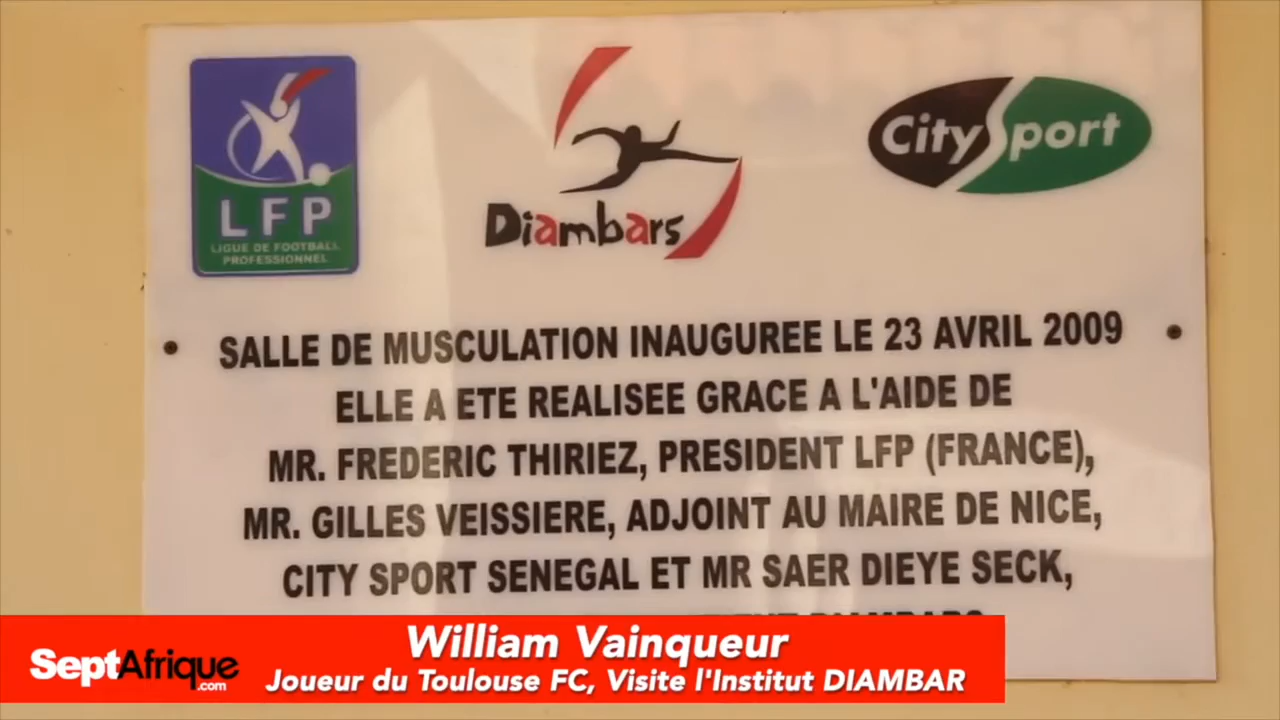 LFP
LIGUE DE FOOTBALL
PROFESSIONNEL
Diambars
CitySport
SALLE DE MUSCULATION INAUGUREE LE 23 AVRIL 2009
ELLE A ETE REALISEE GRACE A L'AIDE DE
MR. FREDERIC THIRIEZ, PRESIDENT LFP (FRANCE),
MR. GILLES VEISSIERE, ADJOINT AU MAIRE DE NICE,
CITY SPORT SENEGAL ET MR SAER DIEYE SECK,
SeptAfrique
.com
William Vainqueur
Joueur du Toulouse FC, Visite l'Institut DIAMBAR